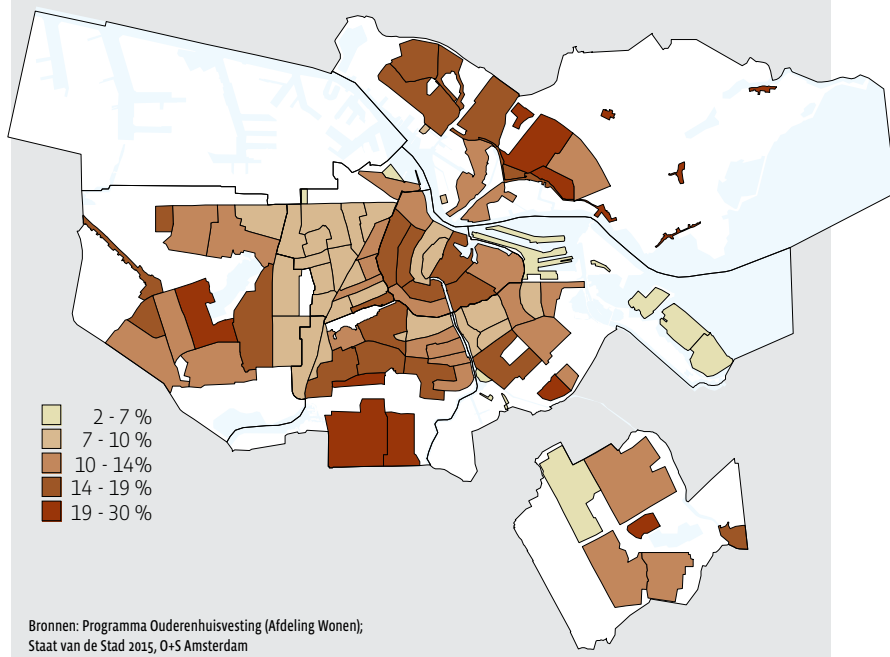 2 - 7 %
7 - 10 %
10 - 14%
14 - 19 %
19 - 30 %
Bronnen: Programma Ouderenhuisvesting (Afdeling Wonen);
Staat van de Stad 2015, O+S Amsterdam